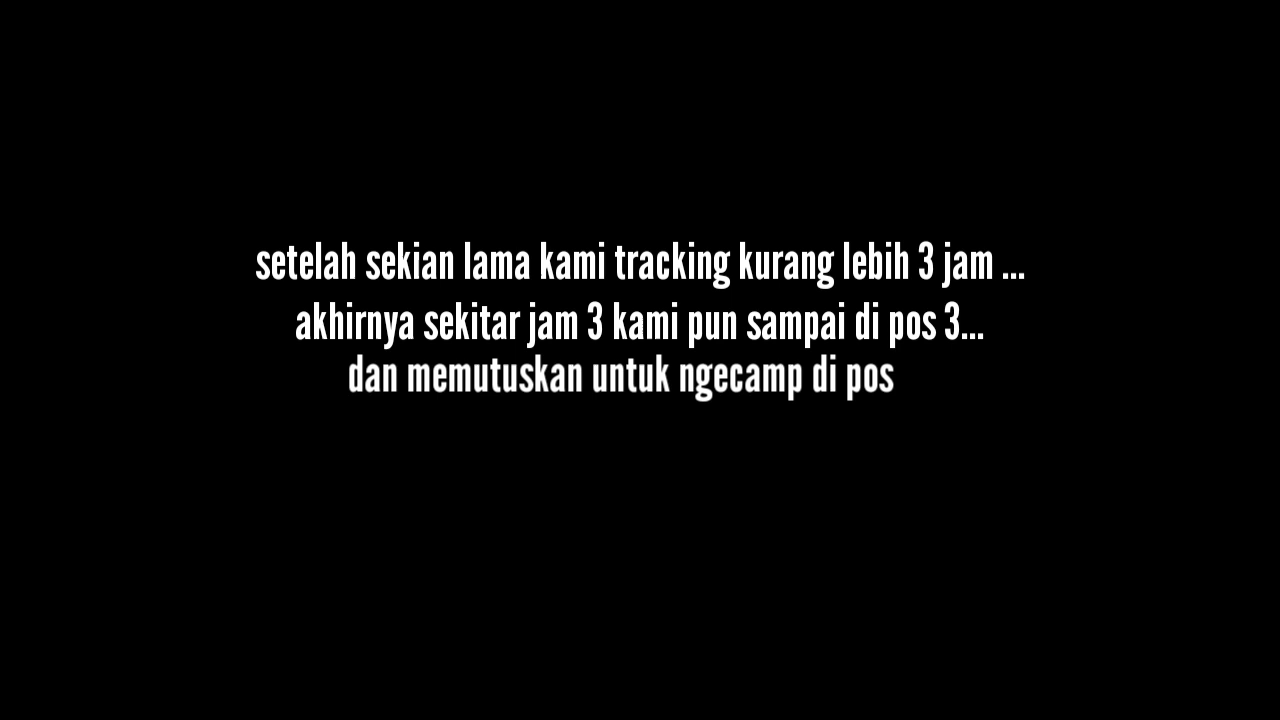 setelah sekian lama kami tracking kurang lebih 3 jam ...
akhirnya sekitar jam 3 kami pun sampai di pos 3...
dan memutuskan untuk ngecamp di pos